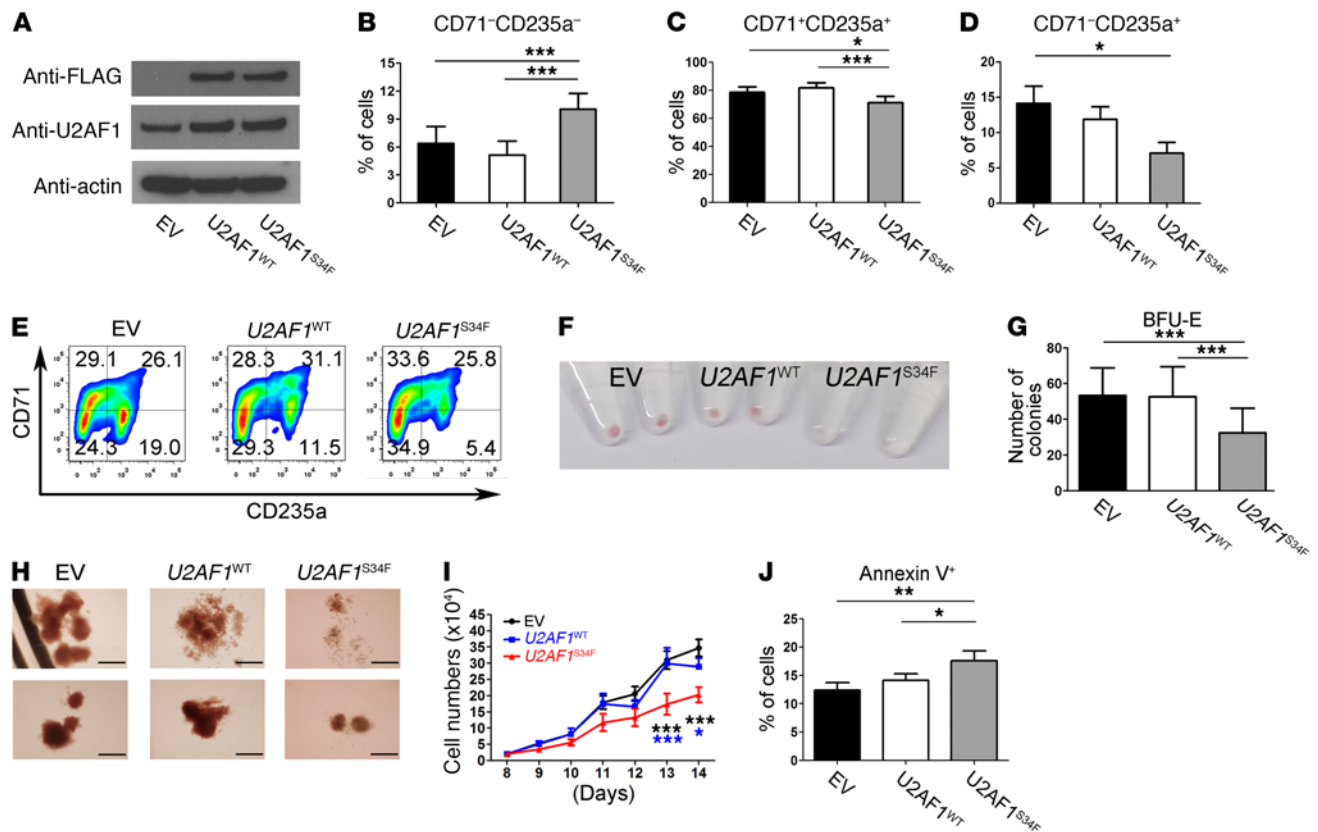 A
Anti-FLAG
Anti-U2AF1
Anti-actin
EV
U2AF1WT
U2AF1S34F
B
CD71–CD235a–
***
***
% of cells
15
12
9
6
3
0
EV
U2AF1WT
U2AF1S34F
C
CD71+CD235a+
*
***
% of cells
100
80
60
40
20
0
EV
U2AF1WT
U2AF1S34F
D
CD71–CD235a+
*
% of cells
20
15
10
5
0
EV
U2AF1WT
U2AF1S34F
E
EV
U2AF1WT
U2AF1S34F
29.1 26.1
24.3 19.0
28.3 31.1
29.3 11.5
33.6 25.8
34.9 5.4
CD71
CD235a
F
EV
U2AF1WT
U2AF1S34F
G
BFU-E
***
***
Number of
colonies
80
60
40
20
0
EV
U2AF1WT
U2AF1S34F
H
EV
U2AF1WT
U2AF1S34F
I
Cell numbers (x10⁴)
45
40
35
30
25
20
15
10
5
0
EV
U2AF1WT
U2AF1S34F
*** ***
*** *
8 9 10 11 12 13 14
(Days)
J
Annexin V+
**
*
% of cells
25
20
15
10
5
0
EV
U2AF1WT
U2AF1S34F